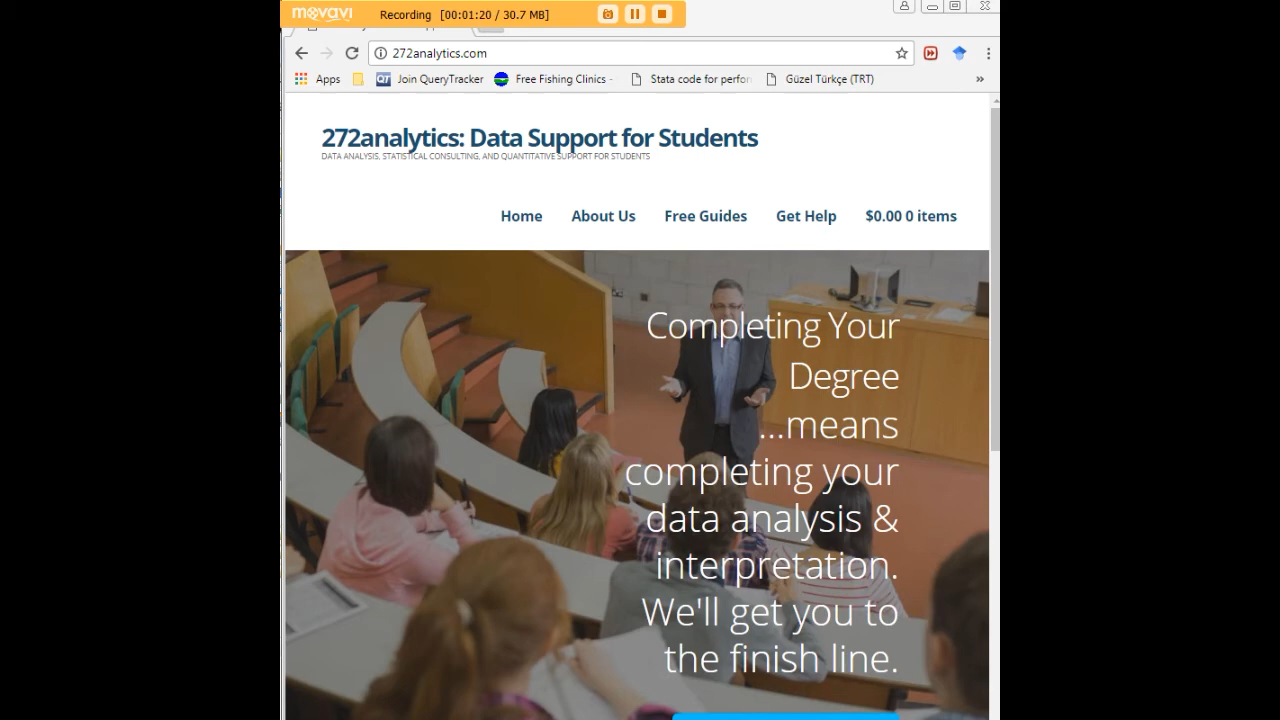 movavi Recording [00:01:20 / 30.7 MB]
272analytics.com
Apps QT Join QueryTracker Free Fishing Clinics - Stata code for perfor Güzel Türkçe (TRT) »
272analytics: Data Support for Students
DATA ANALYSIS, STATISTICAL CONSULTING, AND QUANTITATIVE SUPPORT FOR STUDENTS
Home About Us Free Guides Get Help $0.00 0 items
Completing Your
Degree
...means
completing your
data analysis &
interpretation.
We'll get you to
the finish line.